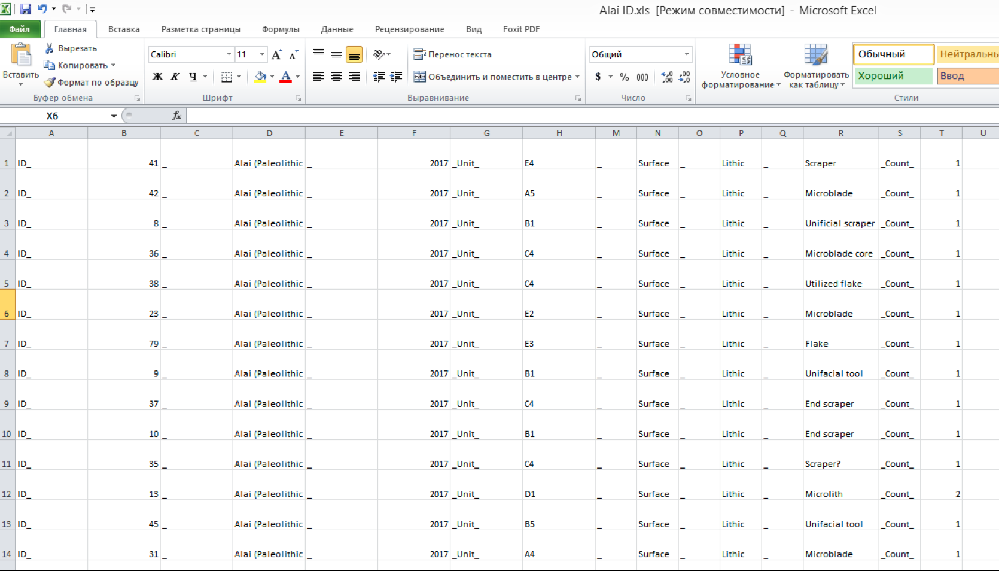 Alai ID.xls [Режим совместимости] - Microsoft Excel
Файл Главная Вставка Разметка страницы Формулы Данные Рецензирование Вид Foxit PDF
Вставить
Вырезать
Копировать
Формат по образцу
Буфер обмена
Calibri 11
Ж К Ч
Шрифт
Перенос текста
Объединить и поместить в центре
Выравнивание
Общий
$ % 000
Число
Условное форматирование
Форматировать как таблицу
Обычный Нейтральн
Хороший Ввод
Стили
X6 fx
A B C D E F G H M N O P Q R S T U
1 ID_ 41 _ Alai (Paleolithic _ 2017 _Unit_ E4 _ Surface _ Lithic _ Scraper _Count_ 1
2 ID_ 42 _ Alai (Paleolithic _ 2017 _Unit_ A5 _ Surface _ Lithic _ Microblade _Count_ 1
3 ID_ 8 _ Alai (Paleolithic _ 2017 _Unit_ B1 _ Surface _ Lithic _ Unificial scraper _Count_ 1
4 ID_ 36 _ Alai (Paleolithic _ 2017 _Unit_ C4 _ Surface _ Lithic _ Microblade core _Count_ 1
5 ID_ 38 _ Alai (Paleolithic _ 2017 _Unit_ C4 _ Surface _ Lithic _ Utilized flake _Count_ 1
6 ID_ 23 _ Alai (Paleolithic _ 2017 _Unit_ E2 _ Surface _ Lithic _ Microblade _Count_ 1
7 ID_ 79 _ Alai (Paleolithic _ 2017 _Unit_ E3 _ Surface _ Lithic _ Flake _Count_ 1
8 ID_ 9 _ Alai (Paleolithic _ 2017 _Unit_ B1 _ Surface _ Lithic _ Unifacial tool _Count_ 1
9 ID_ 37 _ Alai (Paleolithic _ 2017 _Unit_ C4 _ Surface _ Lithic _ End scraper _Count_ 1
10 ID_ 10 _ Alai (Paleolithic _ 2017 _Unit_ B1 _ Surface _ Lithic _ End scraper _Count_ 1
11 ID_ 35 _ Alai (Paleolithic _ 2017 _Unit_ C4 _ Surface _ Lithic _ Scraper? _Count_ 1
12 ID_ 13 _ Alai (Paleolithic _ 2017 _Unit_ D1 _ Surface _ Lithic _ Microlith _Count_ 2
13 ID_ 45 _ Alai (Paleolithic _ 2017 _Unit_ B5 _ Surface _ Lithic _ Unifacial tool _Count_ 1
14 ID_ 31 _ Alai (Paleolithic _ 2017 _Unit_ A4 _ Surface _ Lithic _ Microblade _Count_ 1